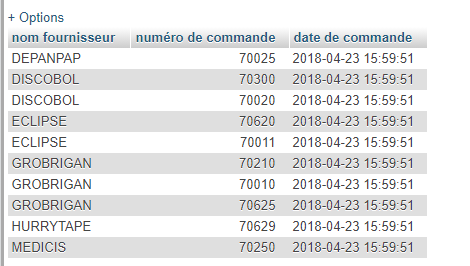 + Options
nom fournisseur numéro de commande date de commande
DEPANPAP 70025 2018-04-23 15:59:51
DISCOBOL 70300 2018-04-23 15:59:51
DISCOBOL 70020 2018-04-23 15:59:51
ECLIPSE 70620 2018-04-23 15:59:51
ECLIPSE 70011 2018-04-23 15:59:51
GROBRIGAN 70210 2018-04-23 15:59:51
GROBRIGAN 70010 2018-04-23 15:59:51
GROBRIGAN 70625 2018-04-23 15:59:51
HURRYTAPE 70629 2018-04-23 15:59:51
MEDICIS 70250 2018-04-23 15:59:51